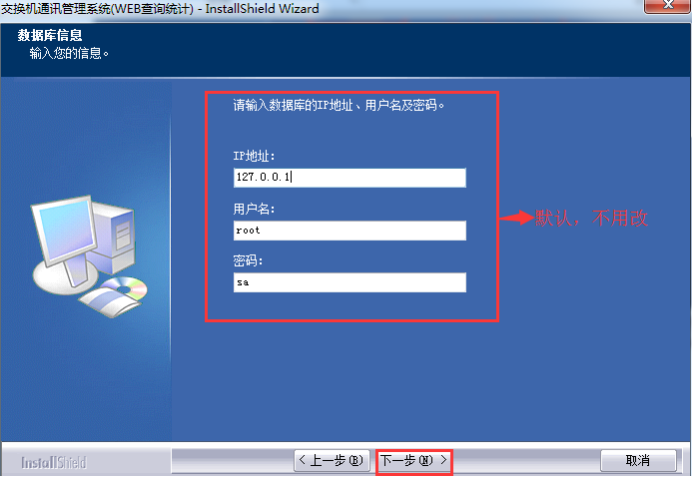 交换机通讯管理系统(WEB查询统计) - InstallShield Wizard
数据库信息
输入您的信息。
请输入数据库的IP地址、用户名及密码。
IP地址:
127.0.0.1
用户名:
root
默认，不用改
密码:
sa
InstallShield
< 上一步(B)
下一步(N) >
取消